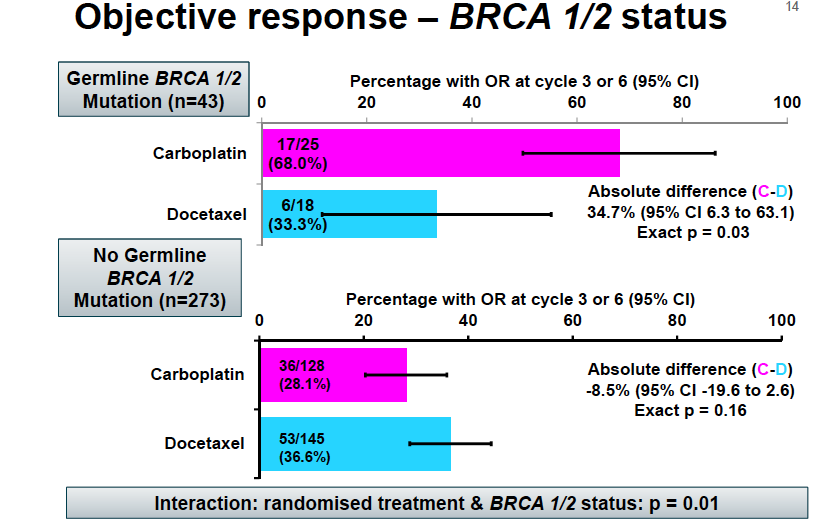 14
Objective response – BRCA 1/2 status
Germline BRCA 1/2
Mutation (n=43)
Percentage with OR at cycle 3 or 6 (95% CI)
0 20 40 60 80 100
Carboplatin
17/25
(68.0%)
Docetaxel
6/18
(33.3%)
Absolute difference (C-D)
34.7% (95% CI 6.3 to 63.1)
Exact p = 0.03
No Germline
BRCA 1/2
Mutation (n=273)
Percentage with OR at cycle 3 or 6 (95% CI)
0 20 40 60 80 100
Carboplatin
36/128
(28.1%)
Docetaxel
53/145
(36.6%)
Absolute difference (C-D)
-8.5% (95% CI -19.6 to 2.6)
Exact p = 0.16
Interaction: randomised treatment & BRCA 1/2 status: p = 0.01